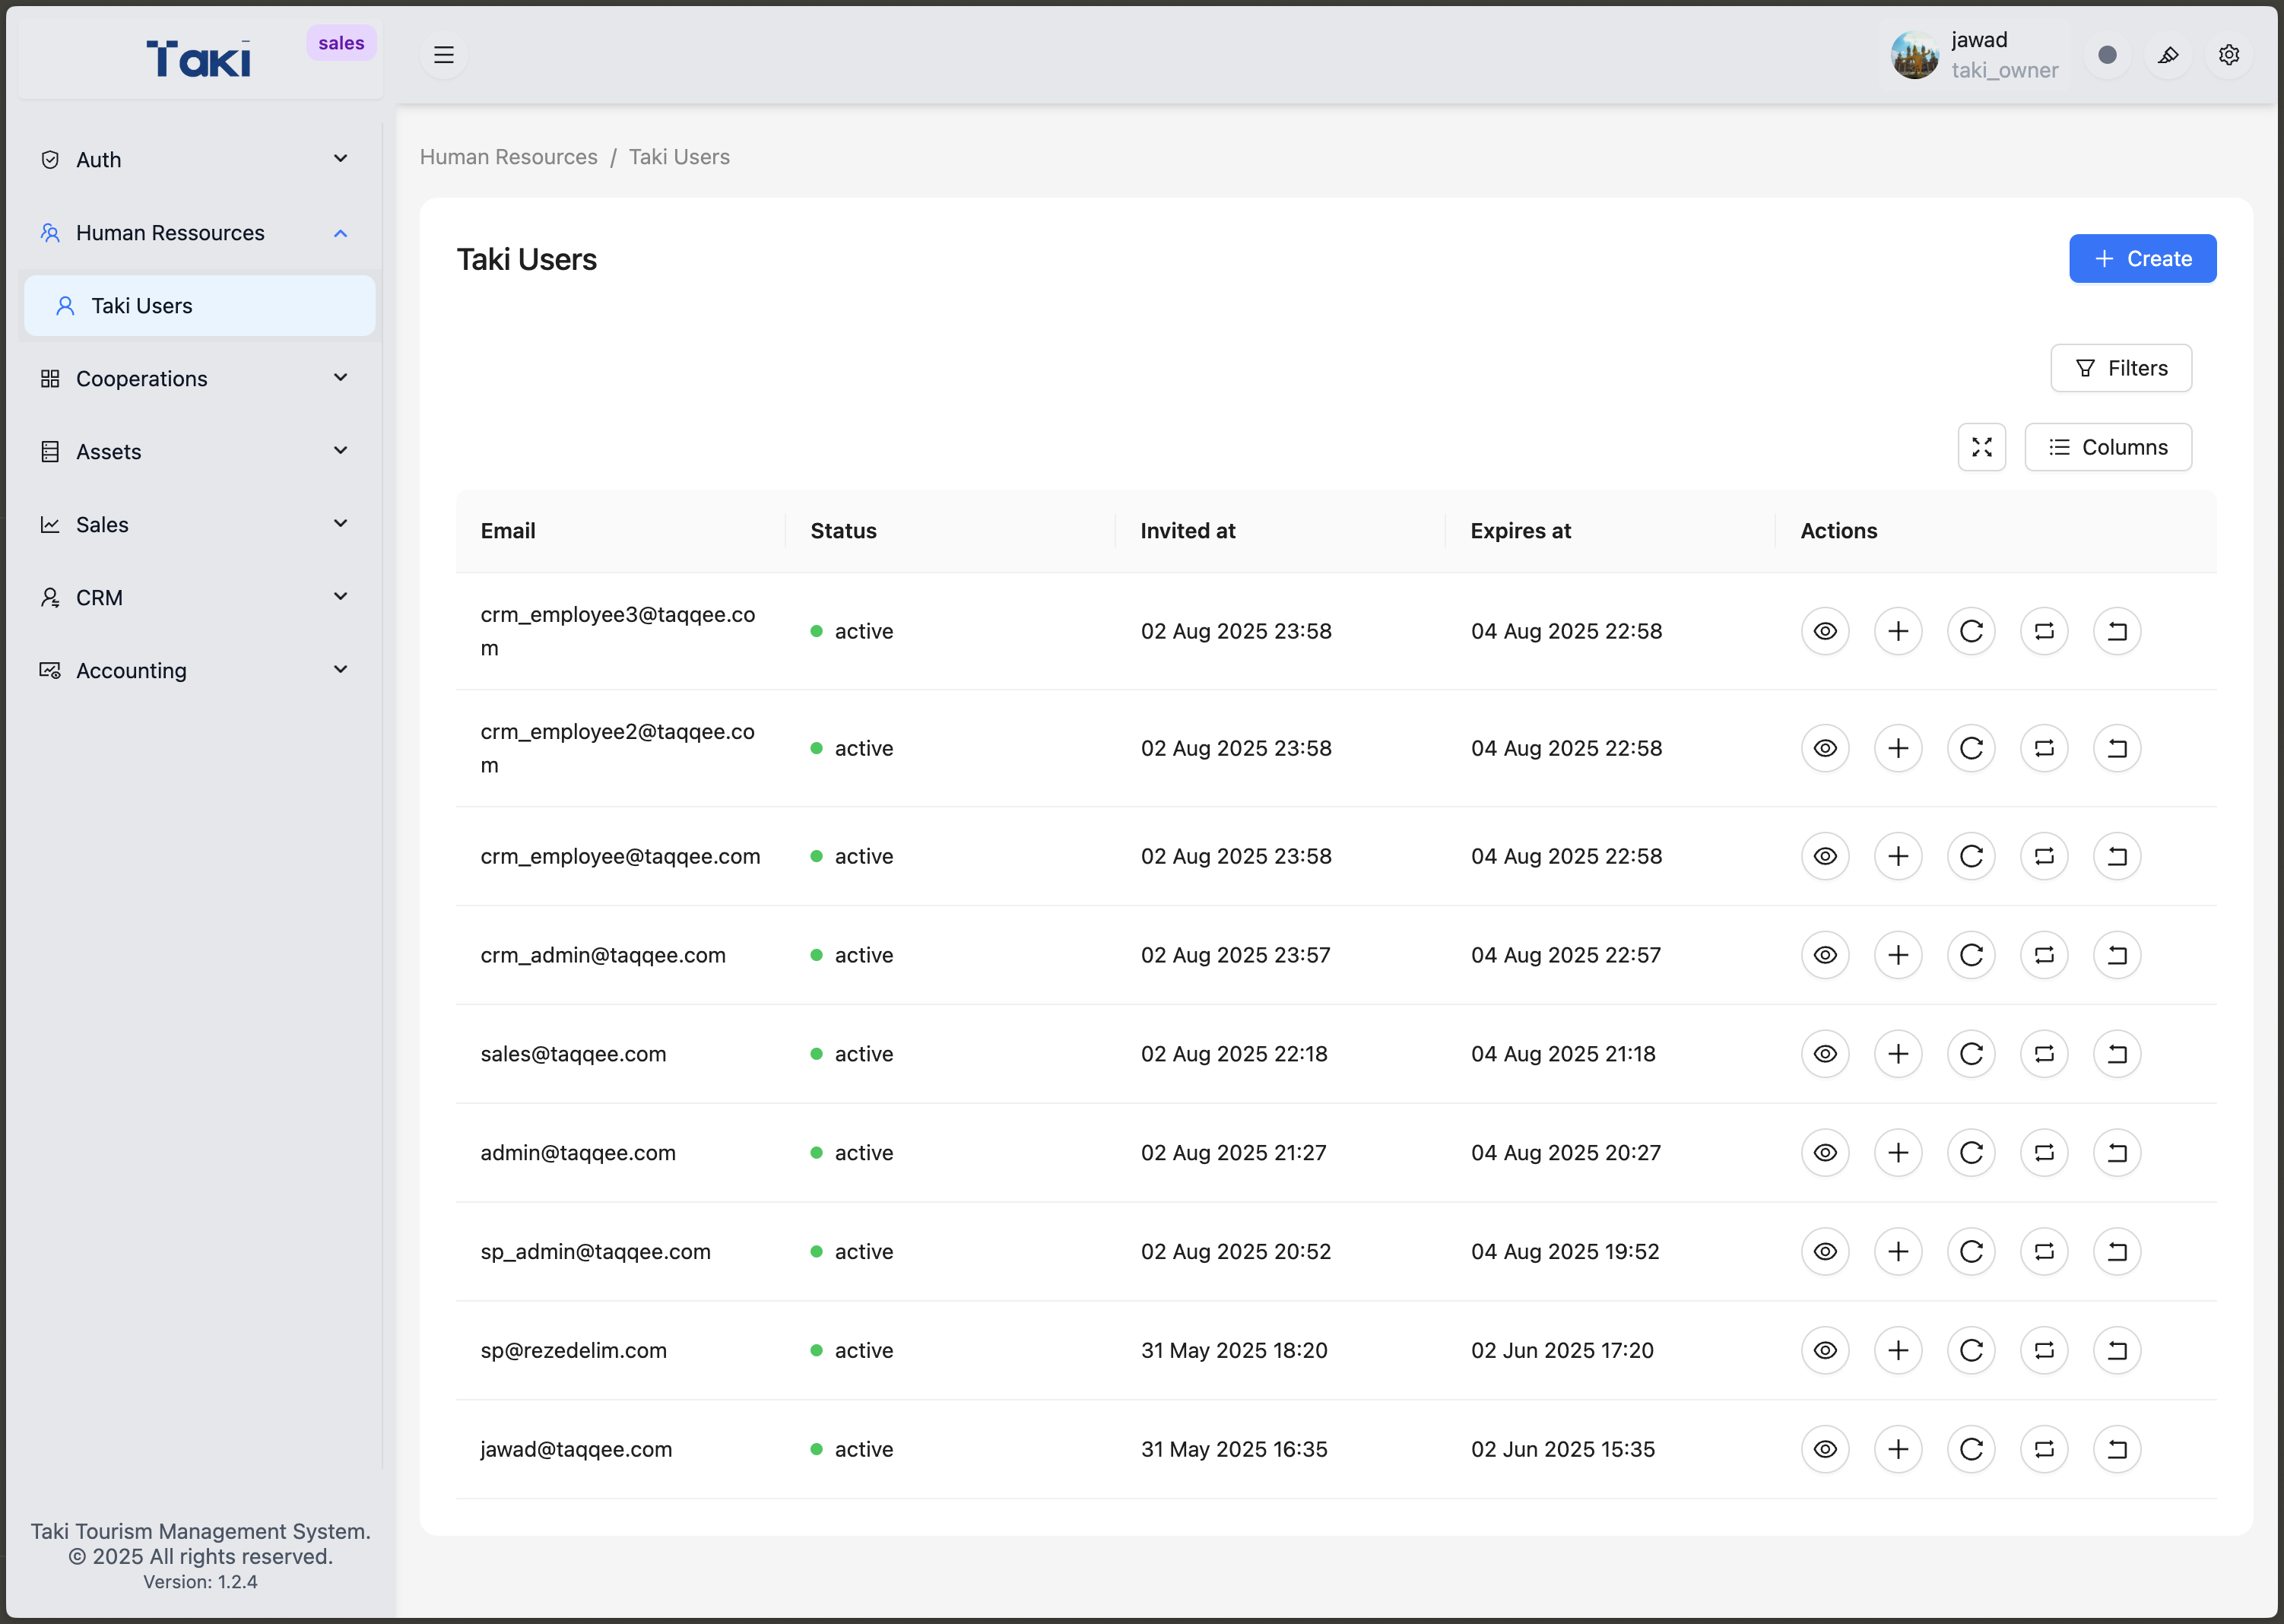 Taki
sales
jawad
taki_owner
Auth
Human Ressources
Taki Users
Cooperations
Assets
Sales
CRM
Accounting
Taki Tourism Management System.
© 2025 All rights reserved.
Version: 1.2.4
Human Resources / Taki Users
Taki Users
Create
Filters
Columns
Email Status Invited at Expires at Actions
crm_employee3@taqqee.co
m
active 02 Aug 2025 23:58 04 Aug 2025 22:58
crm_employee2@taqqee.co
m
active 02 Aug 2025 23:58 04 Aug 2025 22:58
crm_employee@taqqee.com active 02 Aug 2025 23:58 04 Aug 2025 22:58
crm_admin@taqqee.com active 02 Aug 2025 23:57 04 Aug 2025 22:57
sales@taqqee.com active 02 Aug 2025 22:18 04 Aug 2025 21:18
admin@taqqee.com active 02 Aug 2025 21:27 04 Aug 2025 20:27
sp_admin@taqqee.com active 02 Aug 2025 20:52 04 Aug 2025 19:52
sp@rezedelim.com active 31 May 2025 18:20 02 Jun 2025 17:20
jawad@taqqee.com active 31 May 2025 16:35 02 Jun 2025 15:35